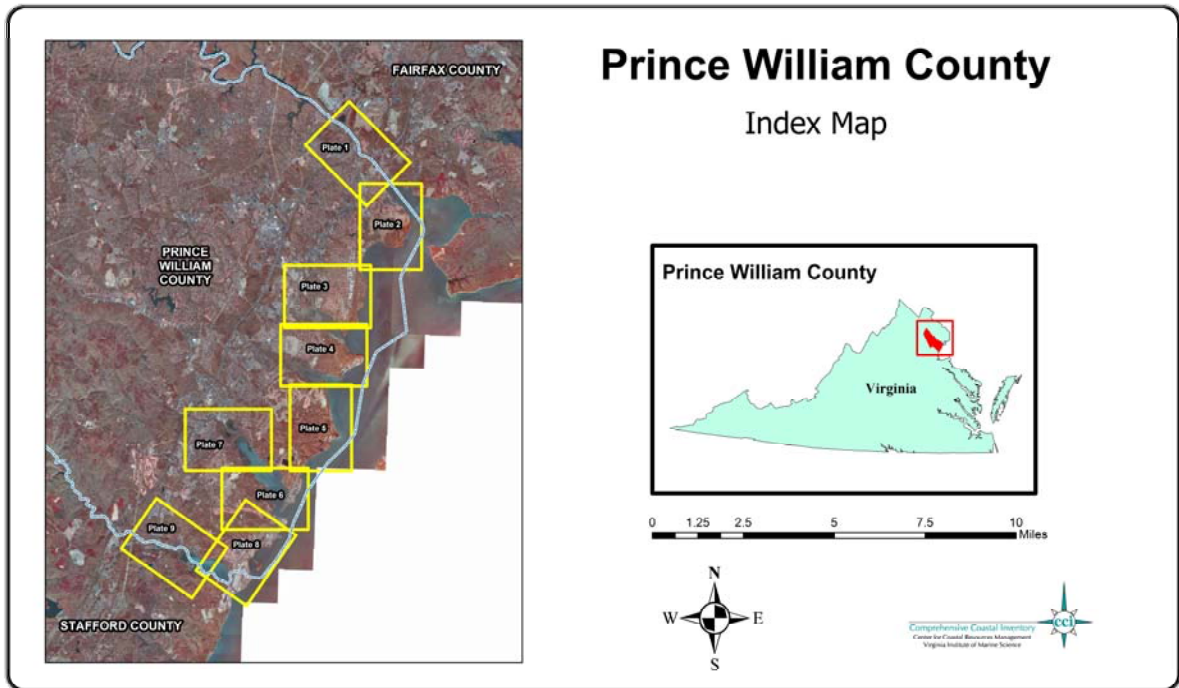 Prince William County
Index Map
FAIRFAX COUNTY
Plate 1
Plate 2
PRINCE
WILLIAM
COUNTY
Plate 3
Plate 4
Plate 5
Plate 7
Plate 6
Plate 9
Plate 8
STAFFORD COUNTY
Prince William County
Virginia
0 1.25 2.5 5 7.5 10
Miles
N
W E
S
Comprehensive Coastal Inventory
Center for Coastal Resources Management
Virginia Institute of Marine Science
cci